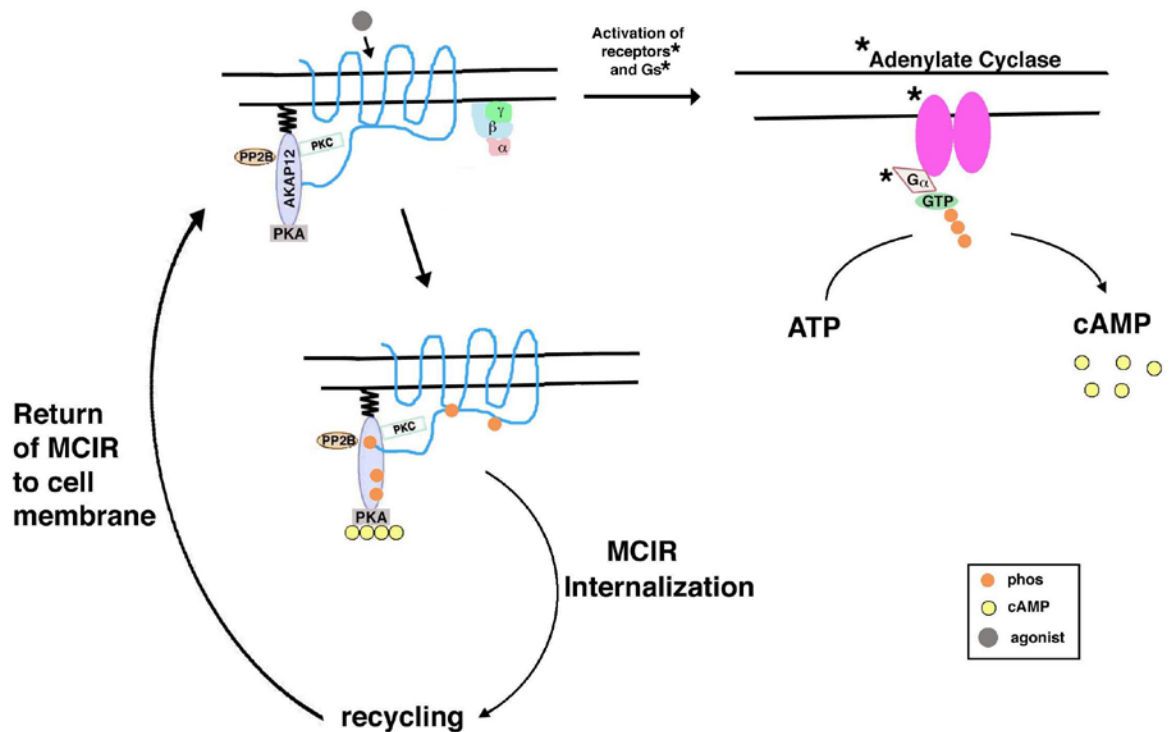 Activation of
receptors*
and Gs*
*Adenylate Cyclase
*
γ
β
α
PKC
PP2B
AKAP12
PKA
*
Gα
GTP
ATP
cAMP
Return
of MCIR
to cell
membrane
PKC
PP2B
PKA
MCIR
Internalization
recycling
phos
cAMP
agonist